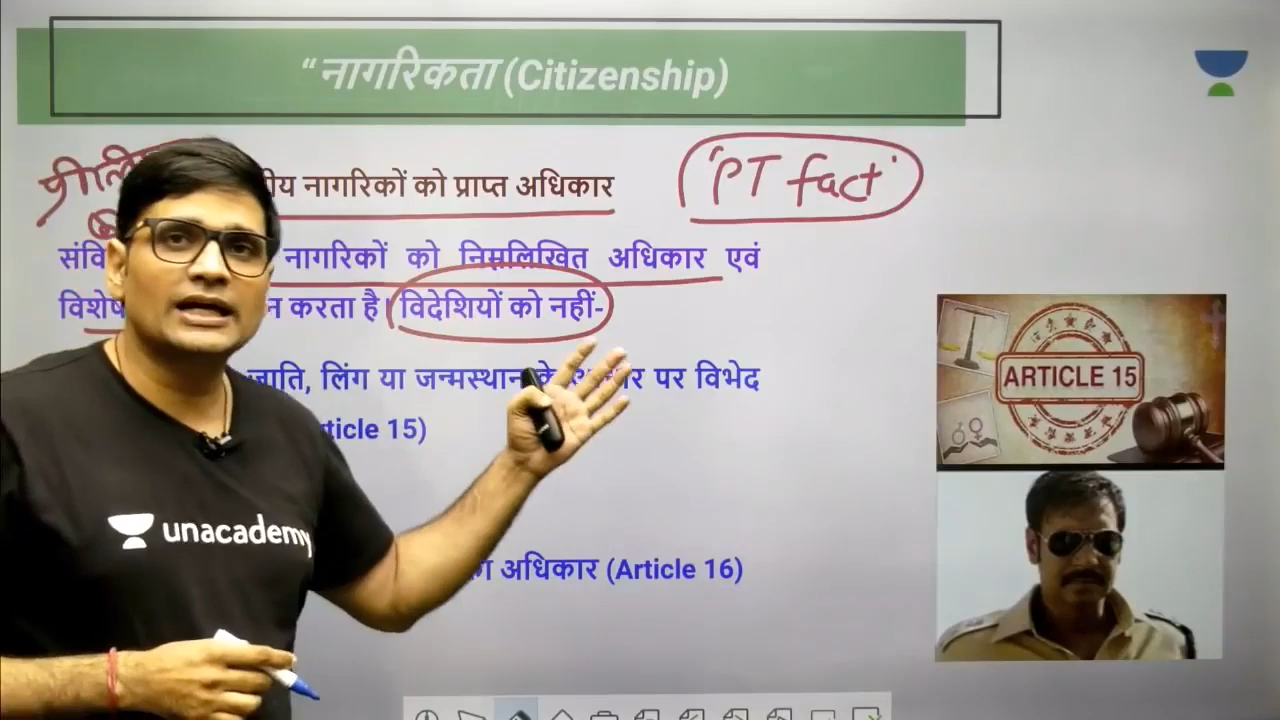 “नागरिकता (Citizenship)
नागरिकों को प्राप्त अधिकार
'PT fact'
नागरिकों को निम्नलिखित अधिकार एवं
करता है। विदेशियों को नहीं-
जाति, लिंग या जन्मस्थान के पर विभेद
15)
अधिकार (Article 16)
ARTICLE 15
unacademy